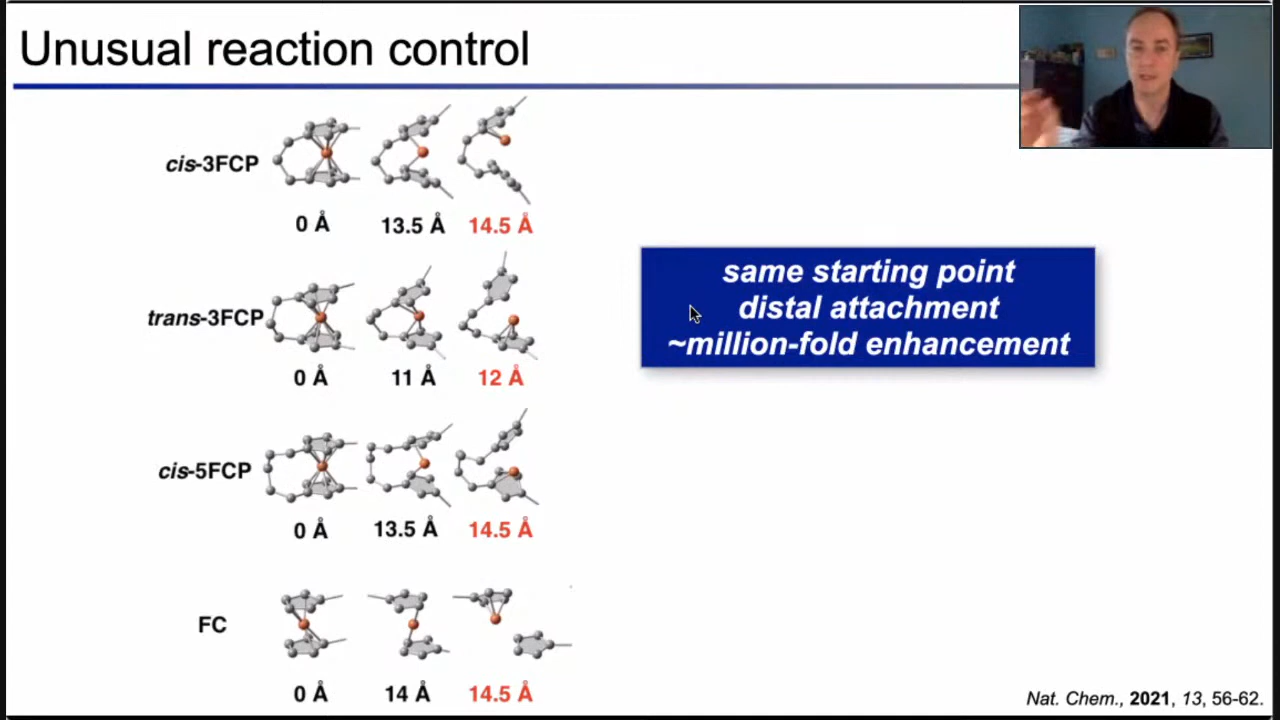 Unusual reaction control
cis-3FCP
0 Å 13.5 Å 14.5 Å
same starting point
distal attachment
~million-fold enhancement
trans-3FCP
0 Å 11 Å 12 Å
cis-5FCP
0 Å 13.5 Å 14.5 Å
FC
0 Å 14 Å 14.5 Å
Nat. Chem., 2021, 13, 56-62.